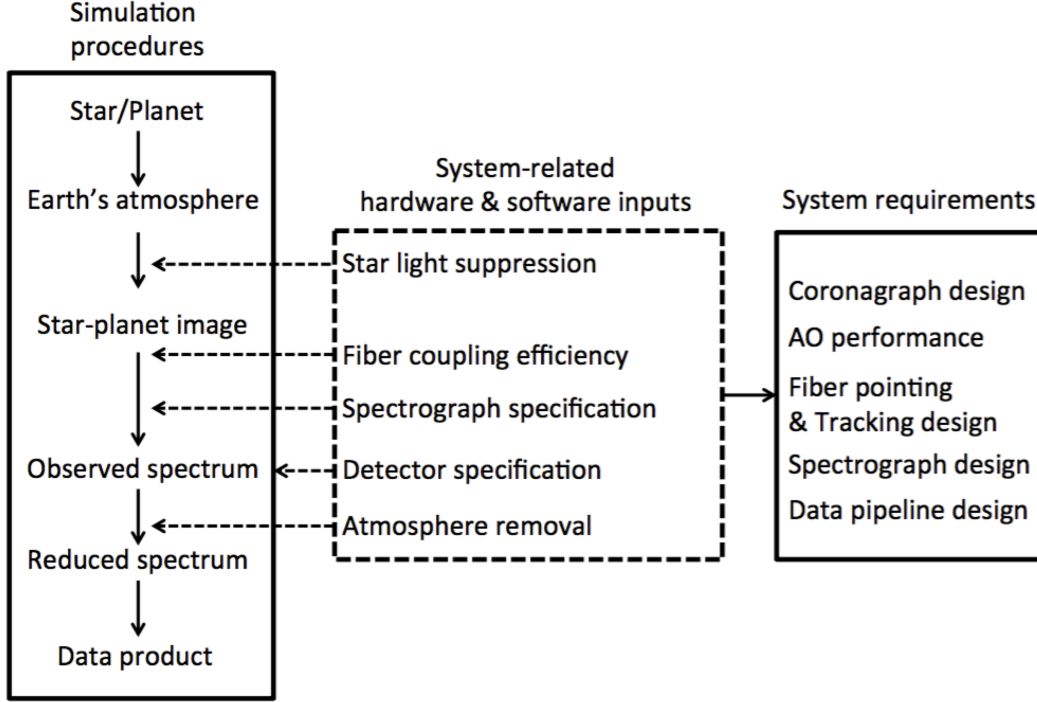 Simulation
procedures
Star/Planet
Earth's atmosphere
Star-planet image
Observed spectrum
Reduced spectrum
Data product
System-related
hardware & software inputs
Star light suppression
Fiber coupling efficiency
Spectrograph specification
Detector specification
Atmosphere removal
System requirements
Coronagraph design
AO performance
Fiber pointing
& Tracking design
Spectrograph design
Data pipeline design